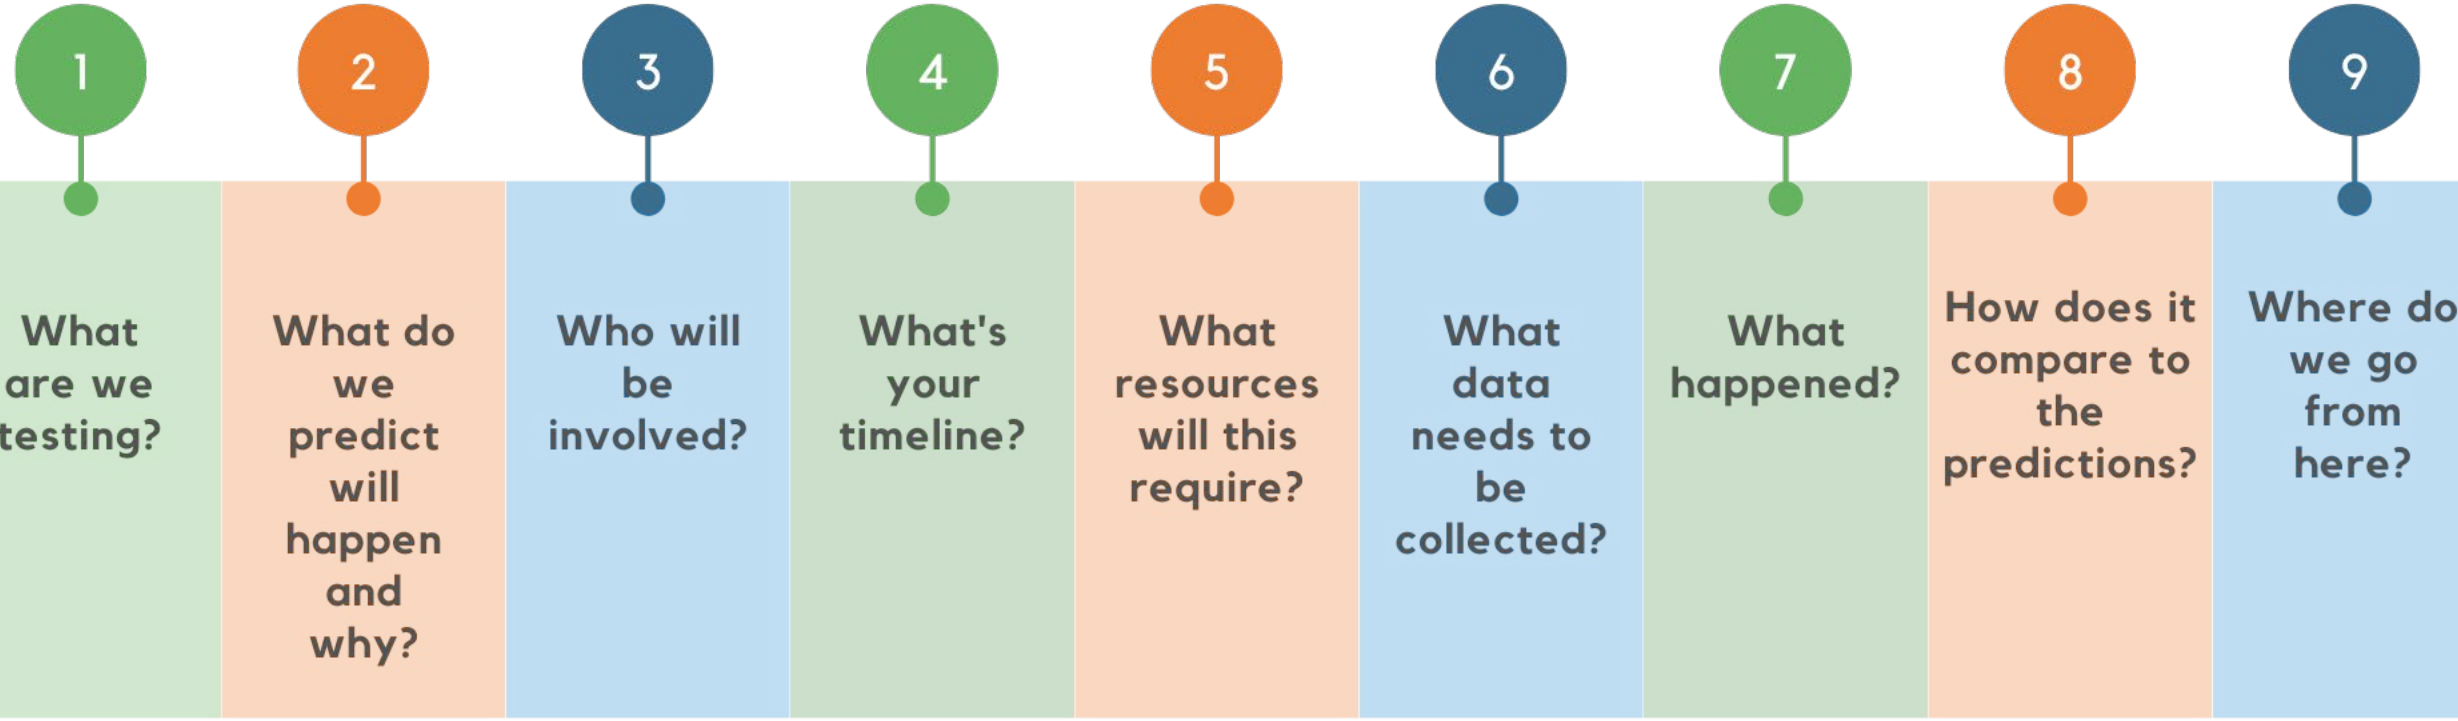 1
What
are we
testing?
2
What do
we
predict
will
happen
and
why?
3
Who will
be
involved?
4
What's
your
timeline?
5
What
resources
will this
require?
6
What
data
needs to
be
collected?
7
What
happened?
8
How does it
compare to
the
predictions?
9
Where do
we go
from
here?